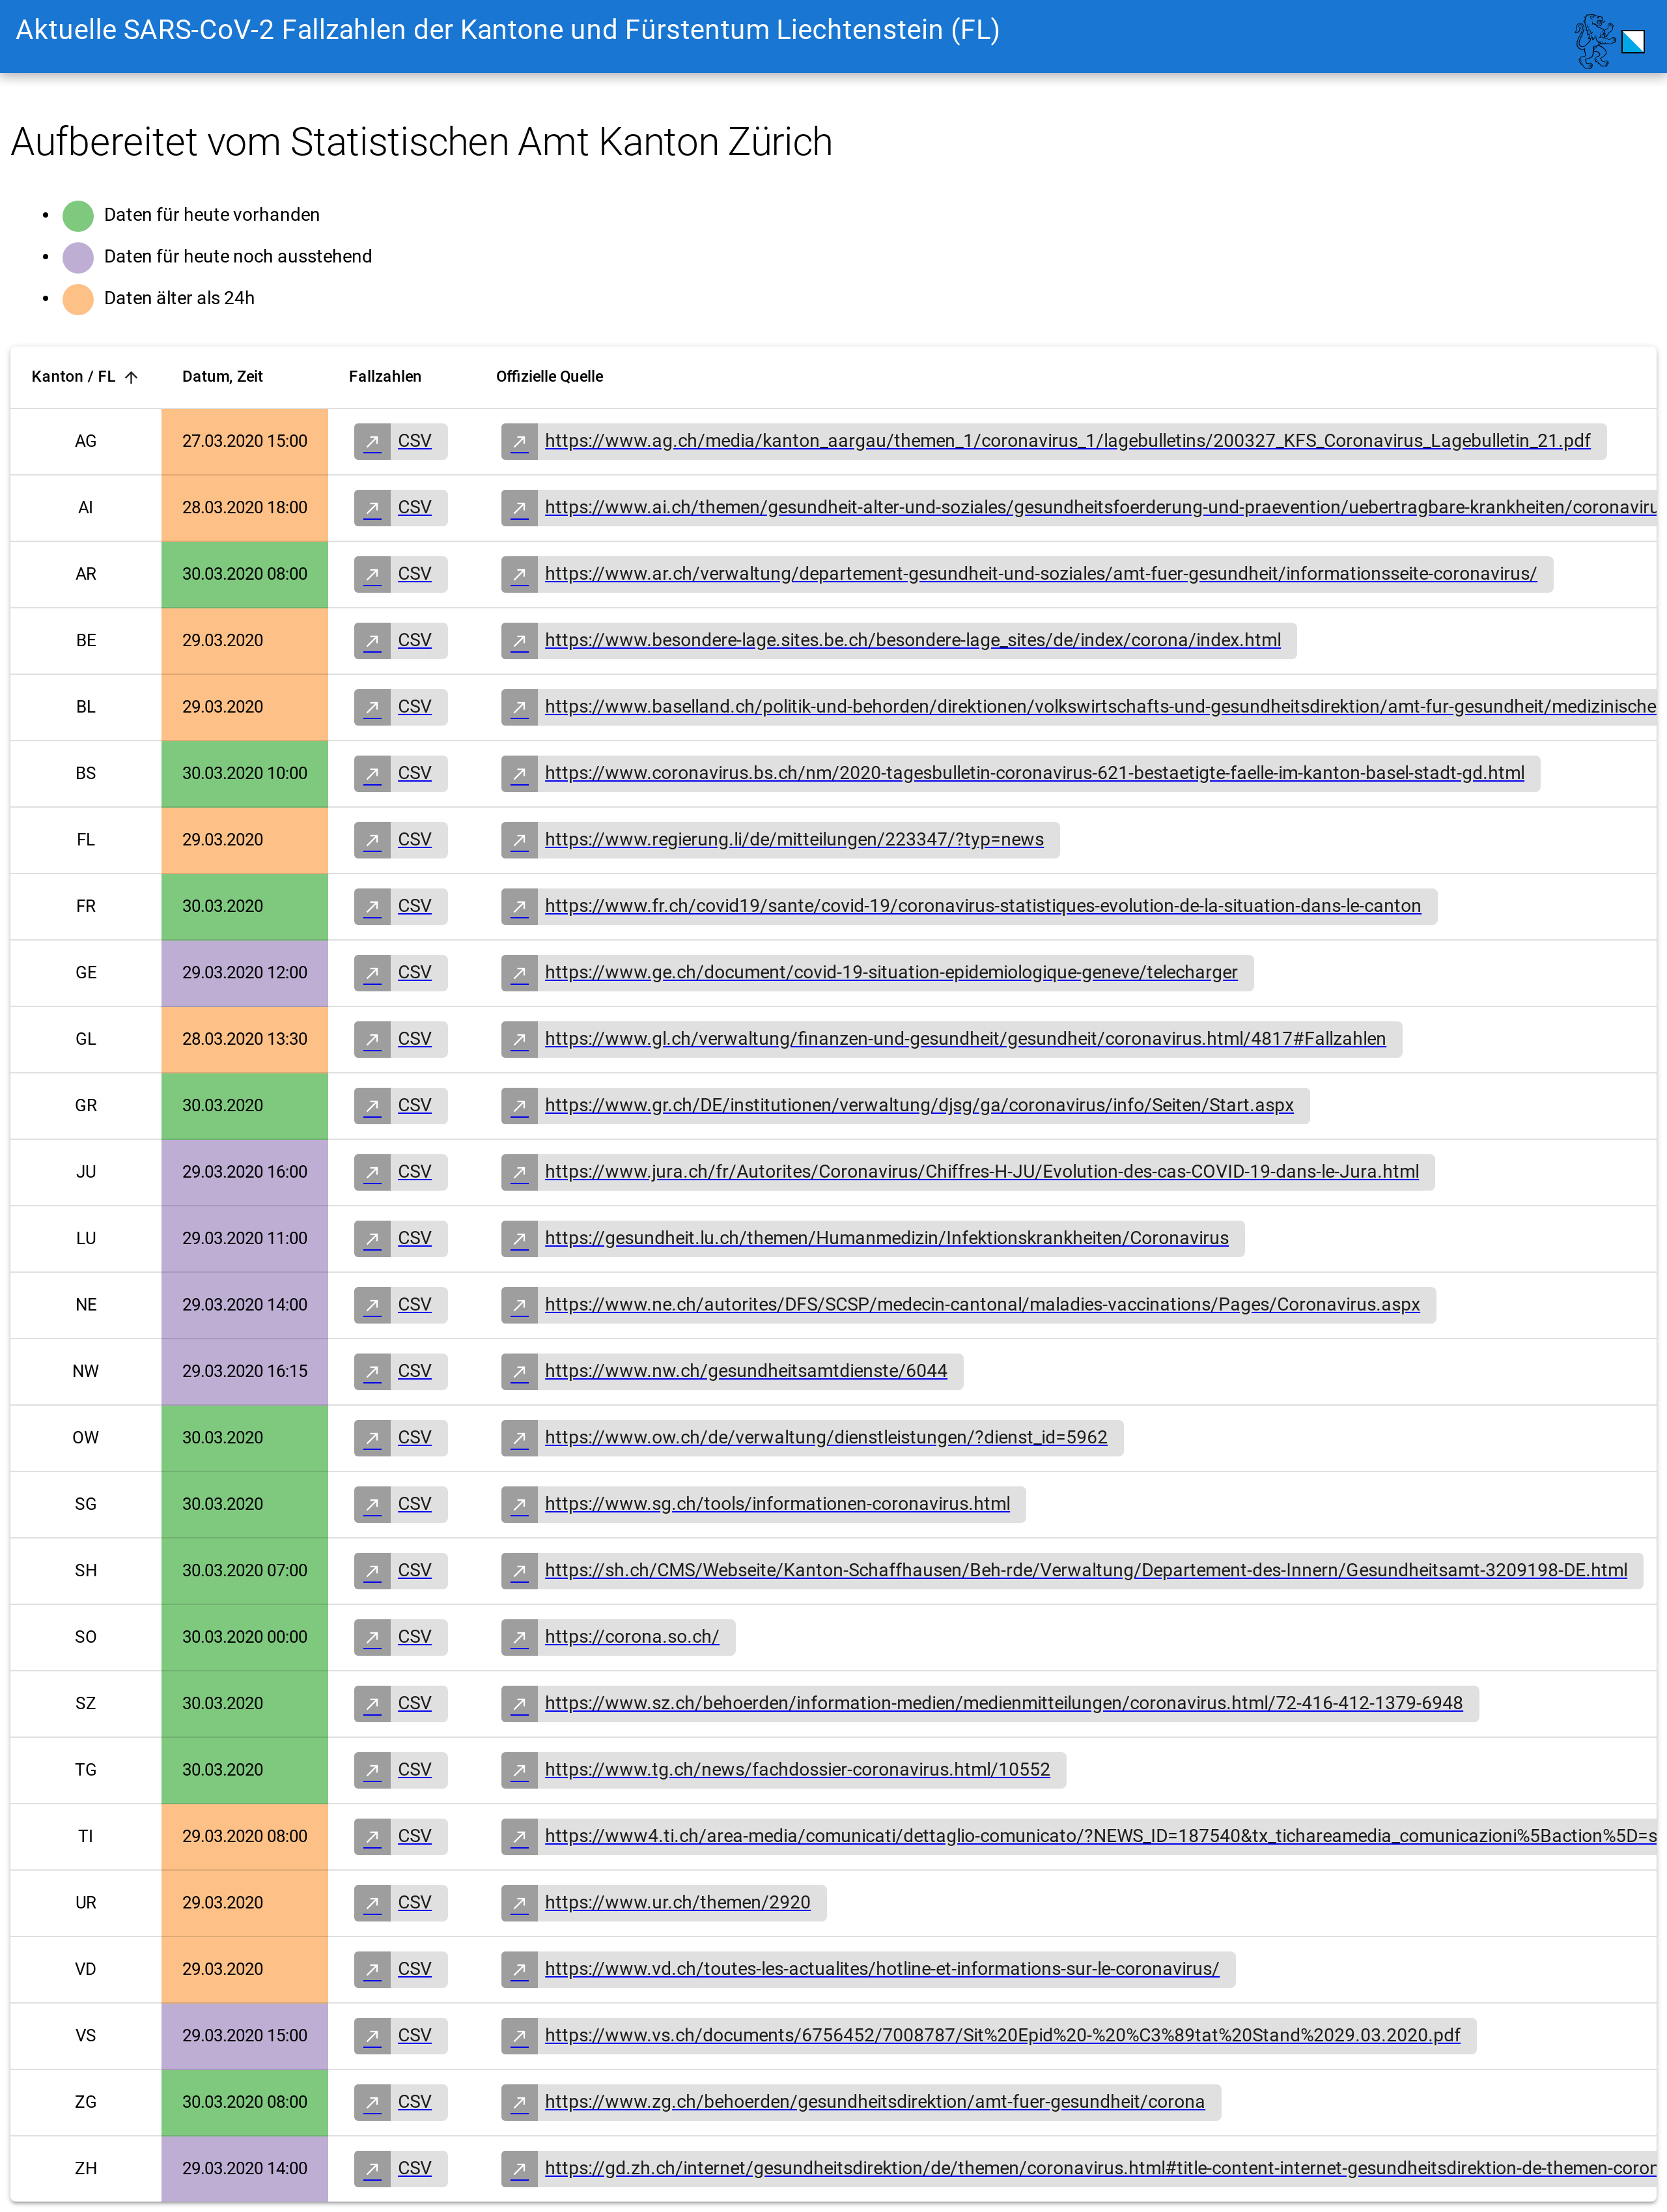 Aktuelle SARS-CoV-2 Fallzahlen der Kantone und Fürstentum Liechtenstein (FL)
Aufbereitet vom Statistischen Amt Kanton Zürich
Daten für heute vorhanden
Daten für heute noch ausstehend
Daten älter als 24h
Kanton / FL Datum, Zeit Fallzahlen Offizielle Quelle
AG 27.03.2020 15:00 CSV https://www.ag.ch/media/kanton_aargau/themen_1/coronavirus_1/lagebulletins/200327_KFS_Coronavirus_Lagebulletin_21.pdf
AI 28.03.2020 18:00 CSV https://www.ai.ch/themen/gesundheit-alter-und-soziales/gesundheitsfoerderung-und-praevention/uebertragbare-krankheiten/coronaviru
AR 30.03.2020 08:00 CSV https://www.ar.ch/verwaltung/departement-gesundheit-und-soziales/amt-fuer-gesundheit/informationsseite-coronavirus/
BE 29.03.2020 CSV https://www.besondere-lage.sites.be.ch/besondere-lage_sites/de/index/corona/index.html
BL 29.03.2020 CSV https://www.baselland.ch/politik-und-behorden/direktionen/volkswirtschafts-und-gesundheitsdirektion/amt-fur-gesundheit/medizinische
BS 30.03.2020 10:00 CSV https://www.coronavirus.bs.ch/nm/2020-tagesbulletin-coronavirus-621-bestaetigte-faelle-im-kanton-basel-stadt-gd.html
FL 29.03.2020 CSV https://www.regierung.li/de/mitteilungen/223347/?typ=news
FR 30.03.2020 CSV https://www.fr.ch/covid19/sante/covid-19/coronavirus-statistiques-evolution-de-la-situation-dans-le-canton
GE 29.03.2020 12:00 CSV https://www.ge.ch/document/covid-19-situation-epidemiologique-geneve/telecharger
GL 28.03.2020 13:30 CSV https://www.gl.ch/verwaltung/finanzen-und-gesundheit/gesundheit/coronavirus.html/4817#Fallzahlen
GR 30.03.2020 CSV https://www.gr.ch/DE/institutionen/verwaltung/djsg/ga/coronavirus/info/Seiten/Start.aspx
JU 29.03.2020 16:00 CSV https://www.jura.ch/fr/Autorites/Coronavirus/Chiffres-H-JU/Evolution-des-cas-COVID-19-dans-le-Jura.html
LU 29.03.2020 11:00 CSV https://gesundheit.lu.ch/themen/Humanmedizin/Infektionskrankheiten/Coronavirus
NE 29.03.2020 14:00 CSV https://www.ne.ch/autorites/DFS/SCSP/medecin-cantonal/maladies-vaccinations/Pages/Coronavirus.aspx
NW 29.03.2020 16:15 CSV https://www.nw.ch/gesundheitsamtdienste/6044
OW 30.03.2020 CSV https://www.ow.ch/de/verwaltung/dienstleistungen/?dienst_id=5962
SG 30.03.2020 CSV https://www.sg.ch/tools/informationen-coronavirus.html
SH 30.03.2020 07:00 CSV https://sh.ch/CMS/Webseite/Kanton-Schaffhausen/Beh-rde/Verwaltung/Departement-des-Innern/Gesundheitsamt-3209198-DE.html
SO 30.03.2020 00:00 CSV https://corona.so.ch/
SZ 30.03.2020 CSV https://www.sz.ch/behoerden/information-medien/medienmitteilungen/coronavirus.html/72-416-412-1379-6948
TG 30.03.2020 CSV https://www.tg.ch/news/fachdossier-coronavirus.html/10552
TI 29.03.2020 08:00 CSV https://www4.ti.ch/area-media/comunicati/dettaglio-comunicato/?NEWS_ID=187540&tx_tichareamedia_comunicazioni%5Baction%5D=s
UR 29.03.2020 CSV https://www.ur.ch/themen/2920
VD 29.03.2020 CSV https://www.vd.ch/toutes-les-actualites/hotline-et-informations-sur-le-coronavirus/
VS 29.03.2020 15:00 CSV https://www.vs.ch/documents/6756452/7008787/Sit%20Epid%20-%20%C3%89tat%20Stand%2029.03.2020.pdf
ZG 30.03.2020 08:00 CSV https://www.zg.ch/behoerden/gesundheitsdirektion/amt-fuer-gesundheit/corona
ZH 29.03.2020 14:00 CSV https://gd.zh.ch/internet/gesundheitsdirektion/de/themen/coronavirus.html#title-content-internet-gesundheitsdirektion-de-themen-coron